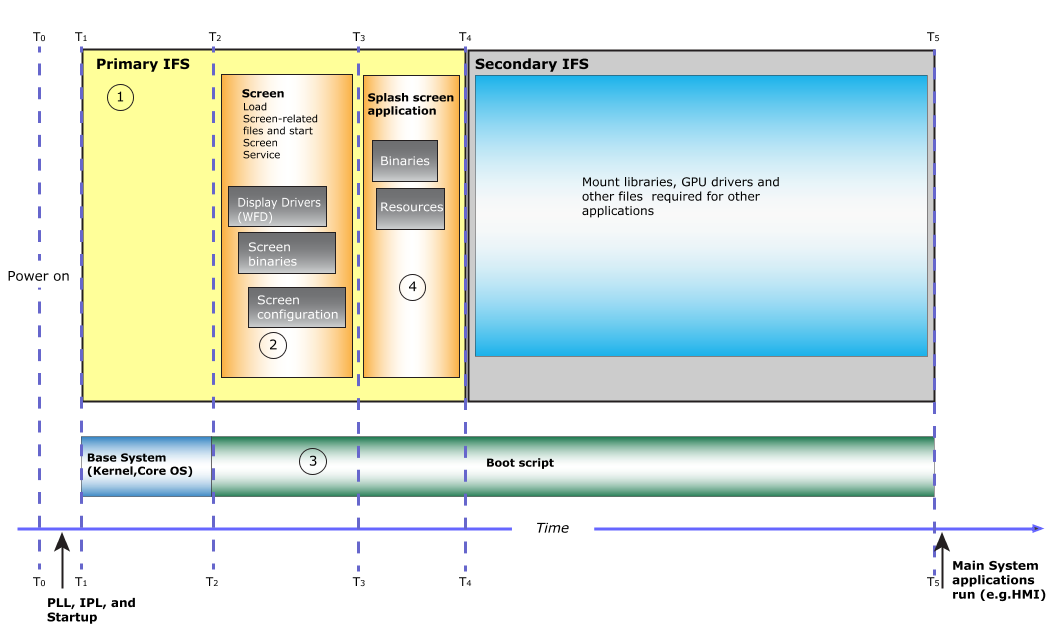 T0 T1 T2 T3 T4 T5
Primary IFS
1
Screen
Load
Screen-related
files and start
Screen
Service
Display Drivers
(WFD)
Screen
binaries
Screen
configuration
2
Splash screen
application
Binaries
Resources
4
Secondary IFS
Mount libraries, GPU drivers and
other files required for other
applications
Power on
Base System
(Kernel,Core OS)
3
Boot script
Time
T0 T1 T2 T3 T4 T5
PLL, IPL, and
Startup
Main System
applications
run (e.g.HMI)